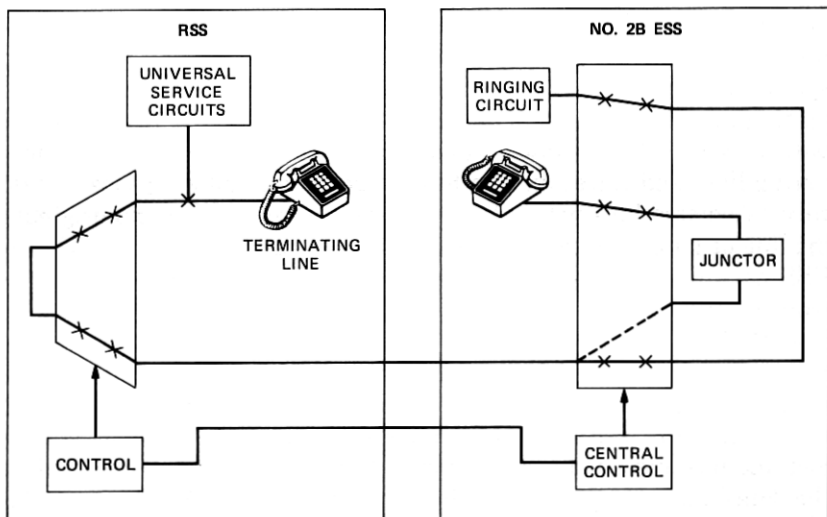 RSS
UNIVERSAL
SERVICE
CIRCUITS
TERMINATING
LINE
CONTROL
NO. 2B ESS
RINGING
CIRCUIT
JUNCTOR
CENTRAL
CONTROL